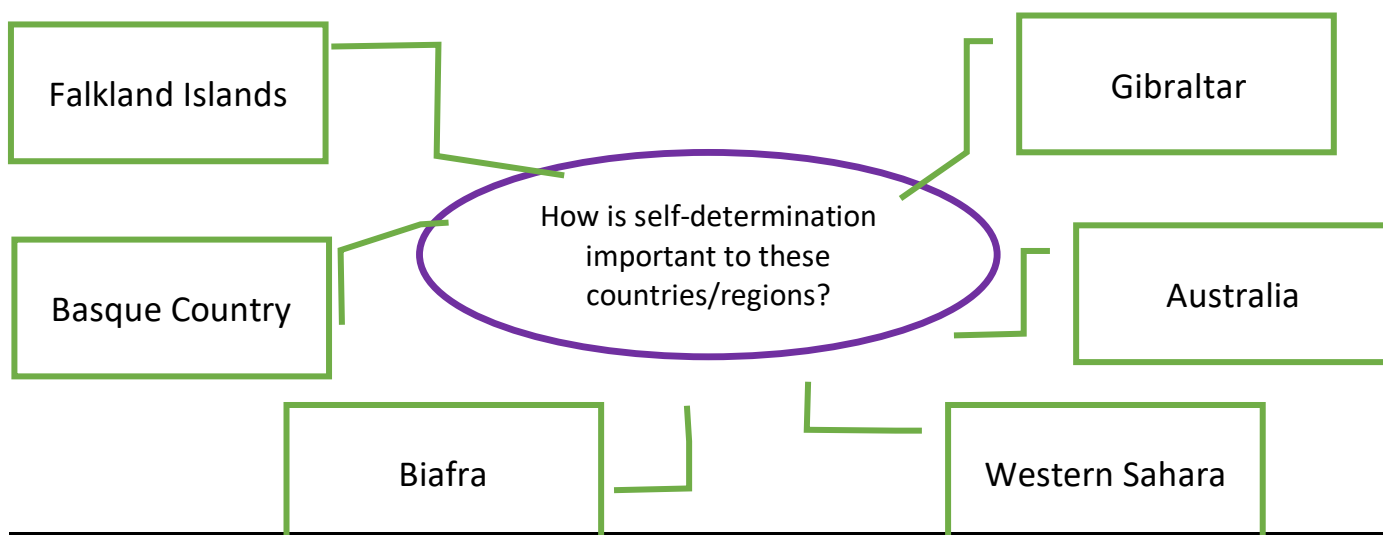 Falkland Islands
Gibraltar
How is self-determination
important to these
countries/regions?
Basque Country
Australia
Biafra
Western Sahara